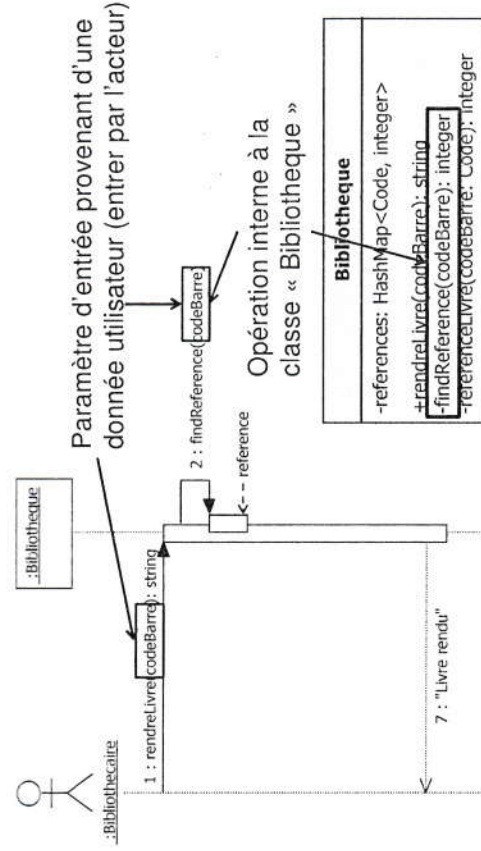 Paramètre d'entrée provenant d'une
donnée utilisateur (entrer par l'acteur)
:Bibliothecaire
:Bibliotheque
1 : rendreLivre(codeBarre): string
2 : findReference(codeBarre)
reference
7 : "Livre rendu"
Opération interne à la
classe « Bibliotheque »
Bibliotheque
-references: HashMap<Code, integer>
+rendreLivre(codeBarre): string
-findReference(codeBarre): integer
-referenceLivre(codeBarre: Code): integer